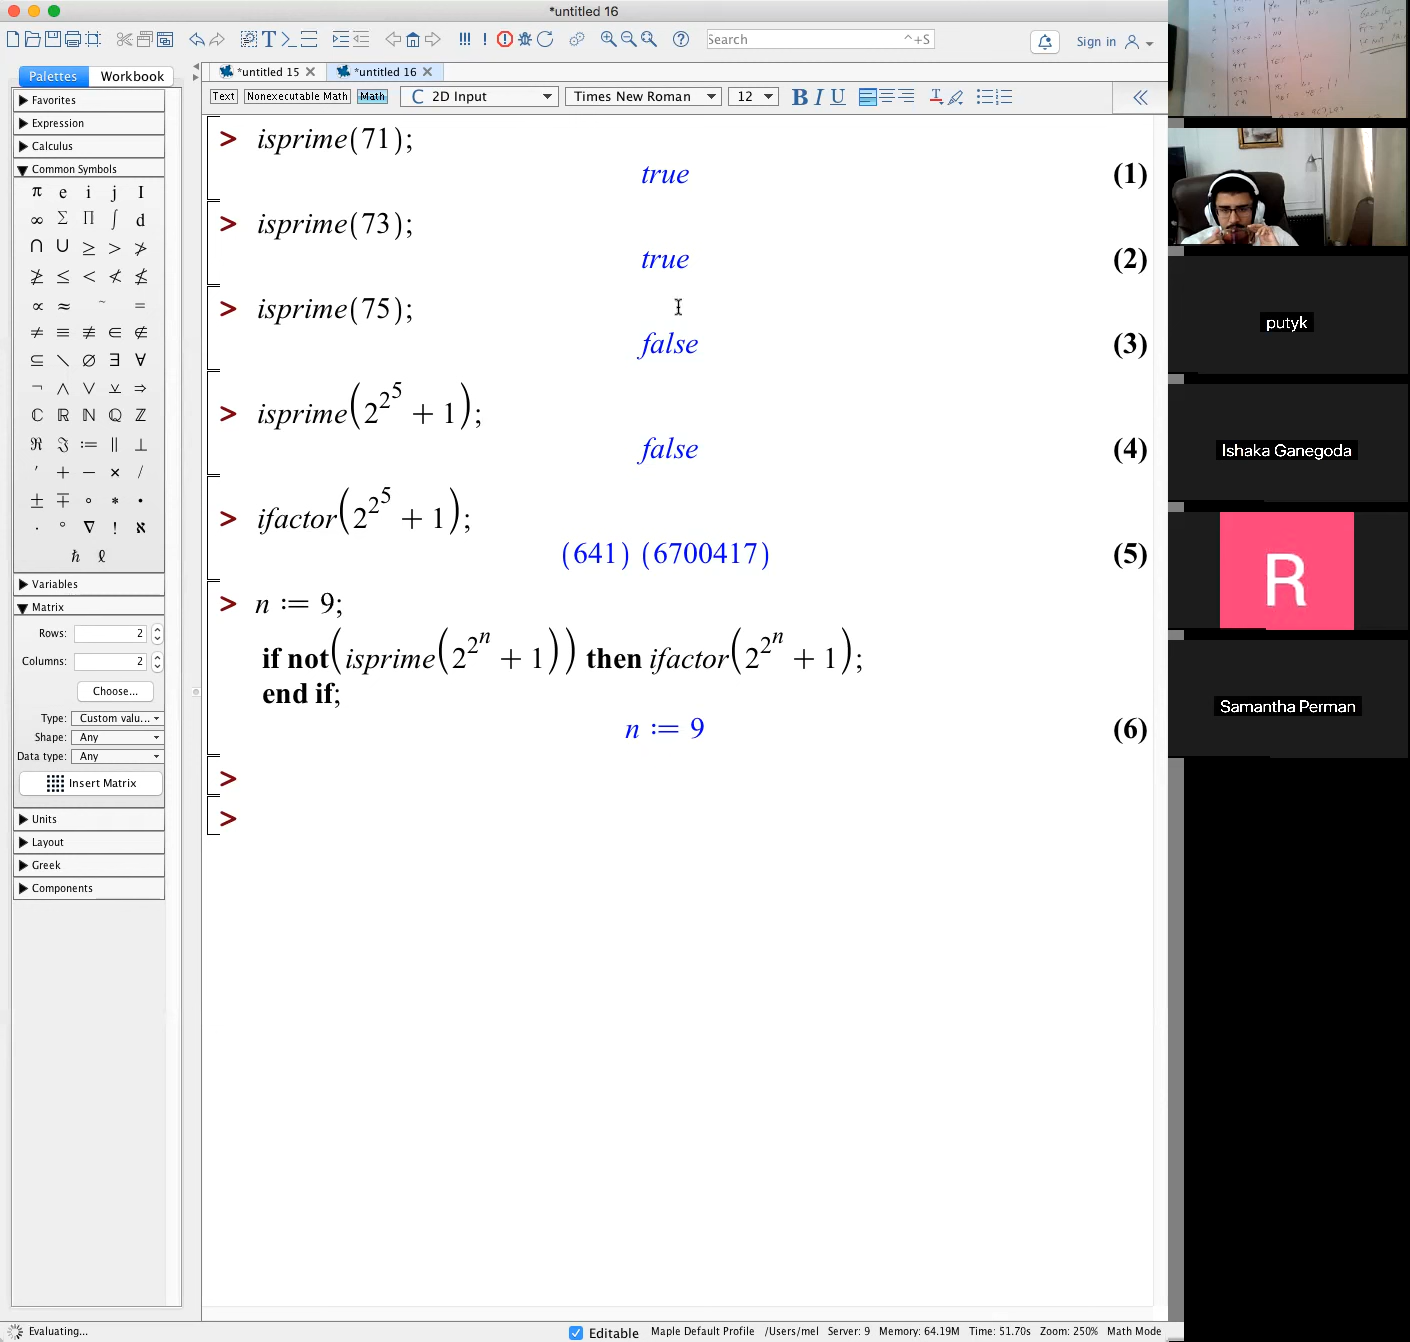 *untitled 16
Search
^+S
Sign in
Palettes
Workbook
*untitled 15
*untitled 16
Text
Nonexecutable Math
Math
C 2D Input
Times New Roman
12
B I U
Favorites
Expression
Calculus
Common Symbols
π e i j I
∞ Σ Π ∫ d
∩ ∪ ≥ > ≯
≱ ≤ < ≮ ≰
∝ ≈ ~ =
≠ ≡ ≢ ∈ ∉
⊆ \ ∅ ∃ ∀
¬ ∧ ∨ ⊻ ⇒
ℂ ℝ ℕ ℚ ℤ
ℜ ℑ := ∥ ⊥
′ + − × /
± ∓ ∘ * •
· ° ∇ ! ℵ
ħ ℓ
Variables
Matrix
Rows: 2
Columns: 2
Choose...
Type: Custom valu...
Shape: Any
Data type: Any
Insert Matrix
Units
Layout
Greek
Components
> isprime(71);
true (1)
> isprime(73);
true (2)
> isprime(75);
false (3)
> isprime(2^2^5 + 1);
false (4)
> ifactor(2^2^5 + 1);
(641) (6700417) (5)
> n := 9;
if not(isprime(2^2^n + 1)) then ifactor(2^2^n + 1);
end if;
n := 9 (6)
>
>
putyk
Ishaka Ganegoda
R
Samantha Perman
Evaluating...
Editable
Maple Default Profile
/Users/mel
Server: 9
Memory: 64.19M
Time: 51.70s
Zoom: 250%
Math Mode